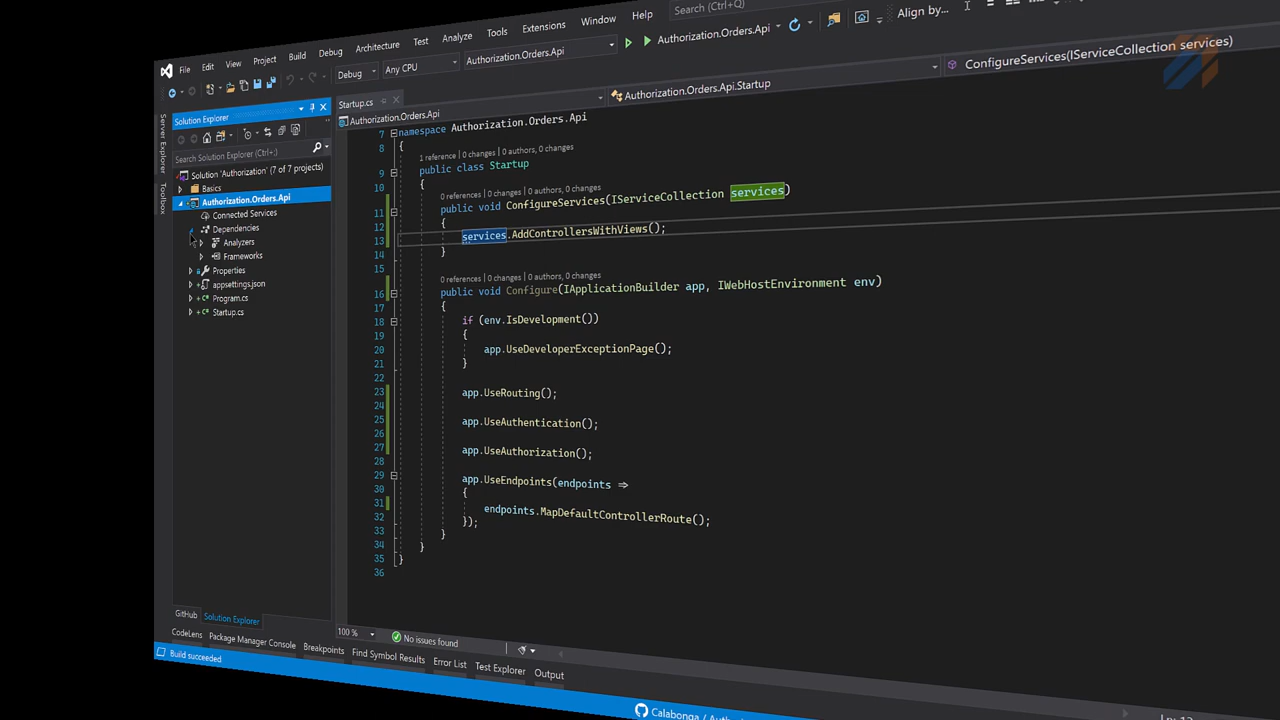 File Edit View Project Build Debug Architecture Test Analyze Tools Extensions Window Help Search (Ctrl+Q)
Debug Any CPU Authorization.Orders.Api Authorization.Orders.Api Align by...
Server Explorer
Toolbox
Solution Explorer
Search Solution Explorer (Ctrl+;)
Solution 'Authorization' (7 of 7 projects)
Basics
Authorization.Orders.Api
Connected Services
Dependencies
Analyzers
Frameworks
Properties
appsettings.json
Program.cs
Startup.cs
GitHub Solution Explorer
Startup.cs
Authorization.Orders.Api Authorization.Orders.Api.Startup ConfigureServices(IServiceCollection services)
7 namespace Authorization.Orders.Api
8 {
1 reference | 0 changes | 0 authors, 0 changes
9 public class Startup
10 {
0 references | 0 changes | 0 authors, 0 changes
11 public void ConfigureServices(IServiceCollection services)
12 {
13 services.AddControllersWithViews();
14 }
15
0 references | 0 changes | 0 authors, 0 changes
16 public void Configure(IApplicationBuilder app, IWebHostEnvironment env)
17 {
18 if (env.IsDevelopment())
19 {
20 app.UseDeveloperExceptionPage();
21 }
22
23 app.UseRouting();
24
25 app.UseAuthentication();
26
27 app.UseAuthorization();
28
29 app.UseEndpoints(endpoints =>
30 {
31 endpoints.MapDefaultControllerRoute();
32 });
33 }
34 }
35 }
36
100 % No issues found
CodeLens Package Manager Console Breakpoints Find Symbol Results Error List Test Explorer Output
Build succeeded